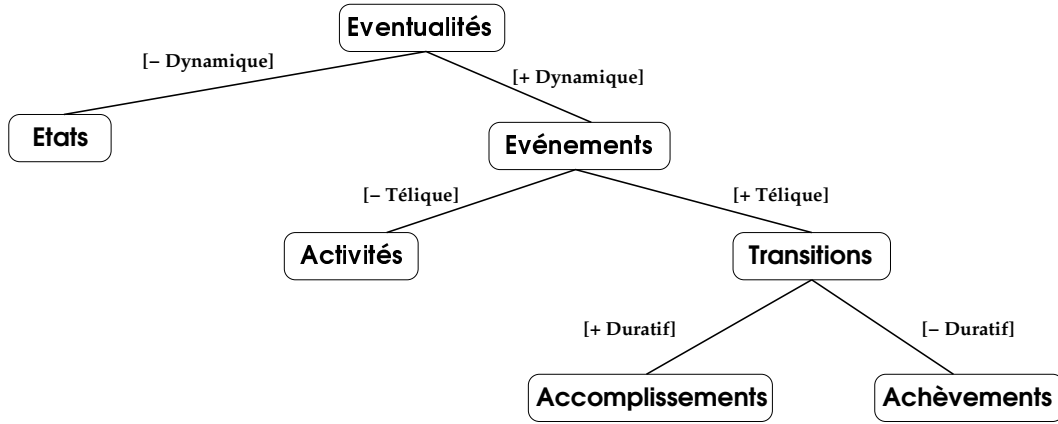 Eventualités
[− Dynamique]
[+ Dynamique]
Etats
Evénements
[− Télique]
[+ Télique]
Activités
Transitions
[+ Duratif]
[− Duratif]
Accomplissements
Achèvements